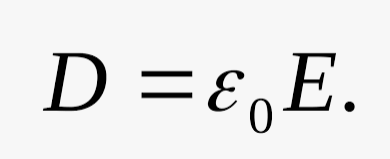 D = ε₀E.